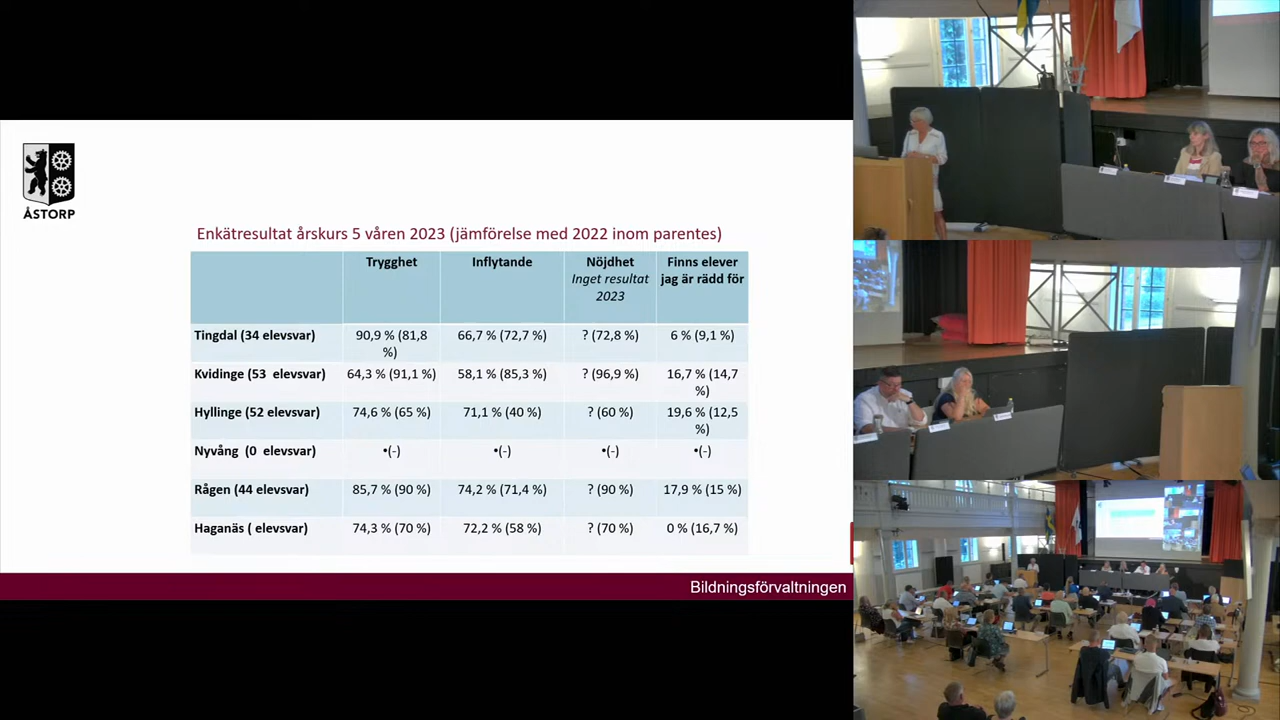 ÅSTORP
Enkätresultat årskurs 5 våren 2023 (jämförelse med 2022 inom parentes)
Trygghet Inflytande Nöjdhet Finns elever
Inget resultat jag är rädd för
2023
Tingdal (34 elevsvar) 90,9 % (81,8 66,7 % (72,7 %) ? (72,8 %) 6 % (9,1 %)
%)
Kvidinge (53 elevsvar) 64,3 % (91,1 %) 58,1 % (85,3 %) ? (96,9 %) 16,7 % (14,7
%)
Hyllinge (52 elevsvar) 74,6 % (65 %) 71,1 % (40 %) ? (60 %) 19,6 % (12,5
%)
Nyvång (0 elevsvar) •(-) •(-) •(-) •(-)
Rågen (44 elevsvar) 85,7 % (90 %) 74,2 % (71,4 %) ? (90 %) 17,9 % (15 %)
Haganäs ( elevsvar) 74,3 % (70 %) 72,2 % (58 %) ? (70 %) 0 % (16,7 %)
Bildningsförvaltningen